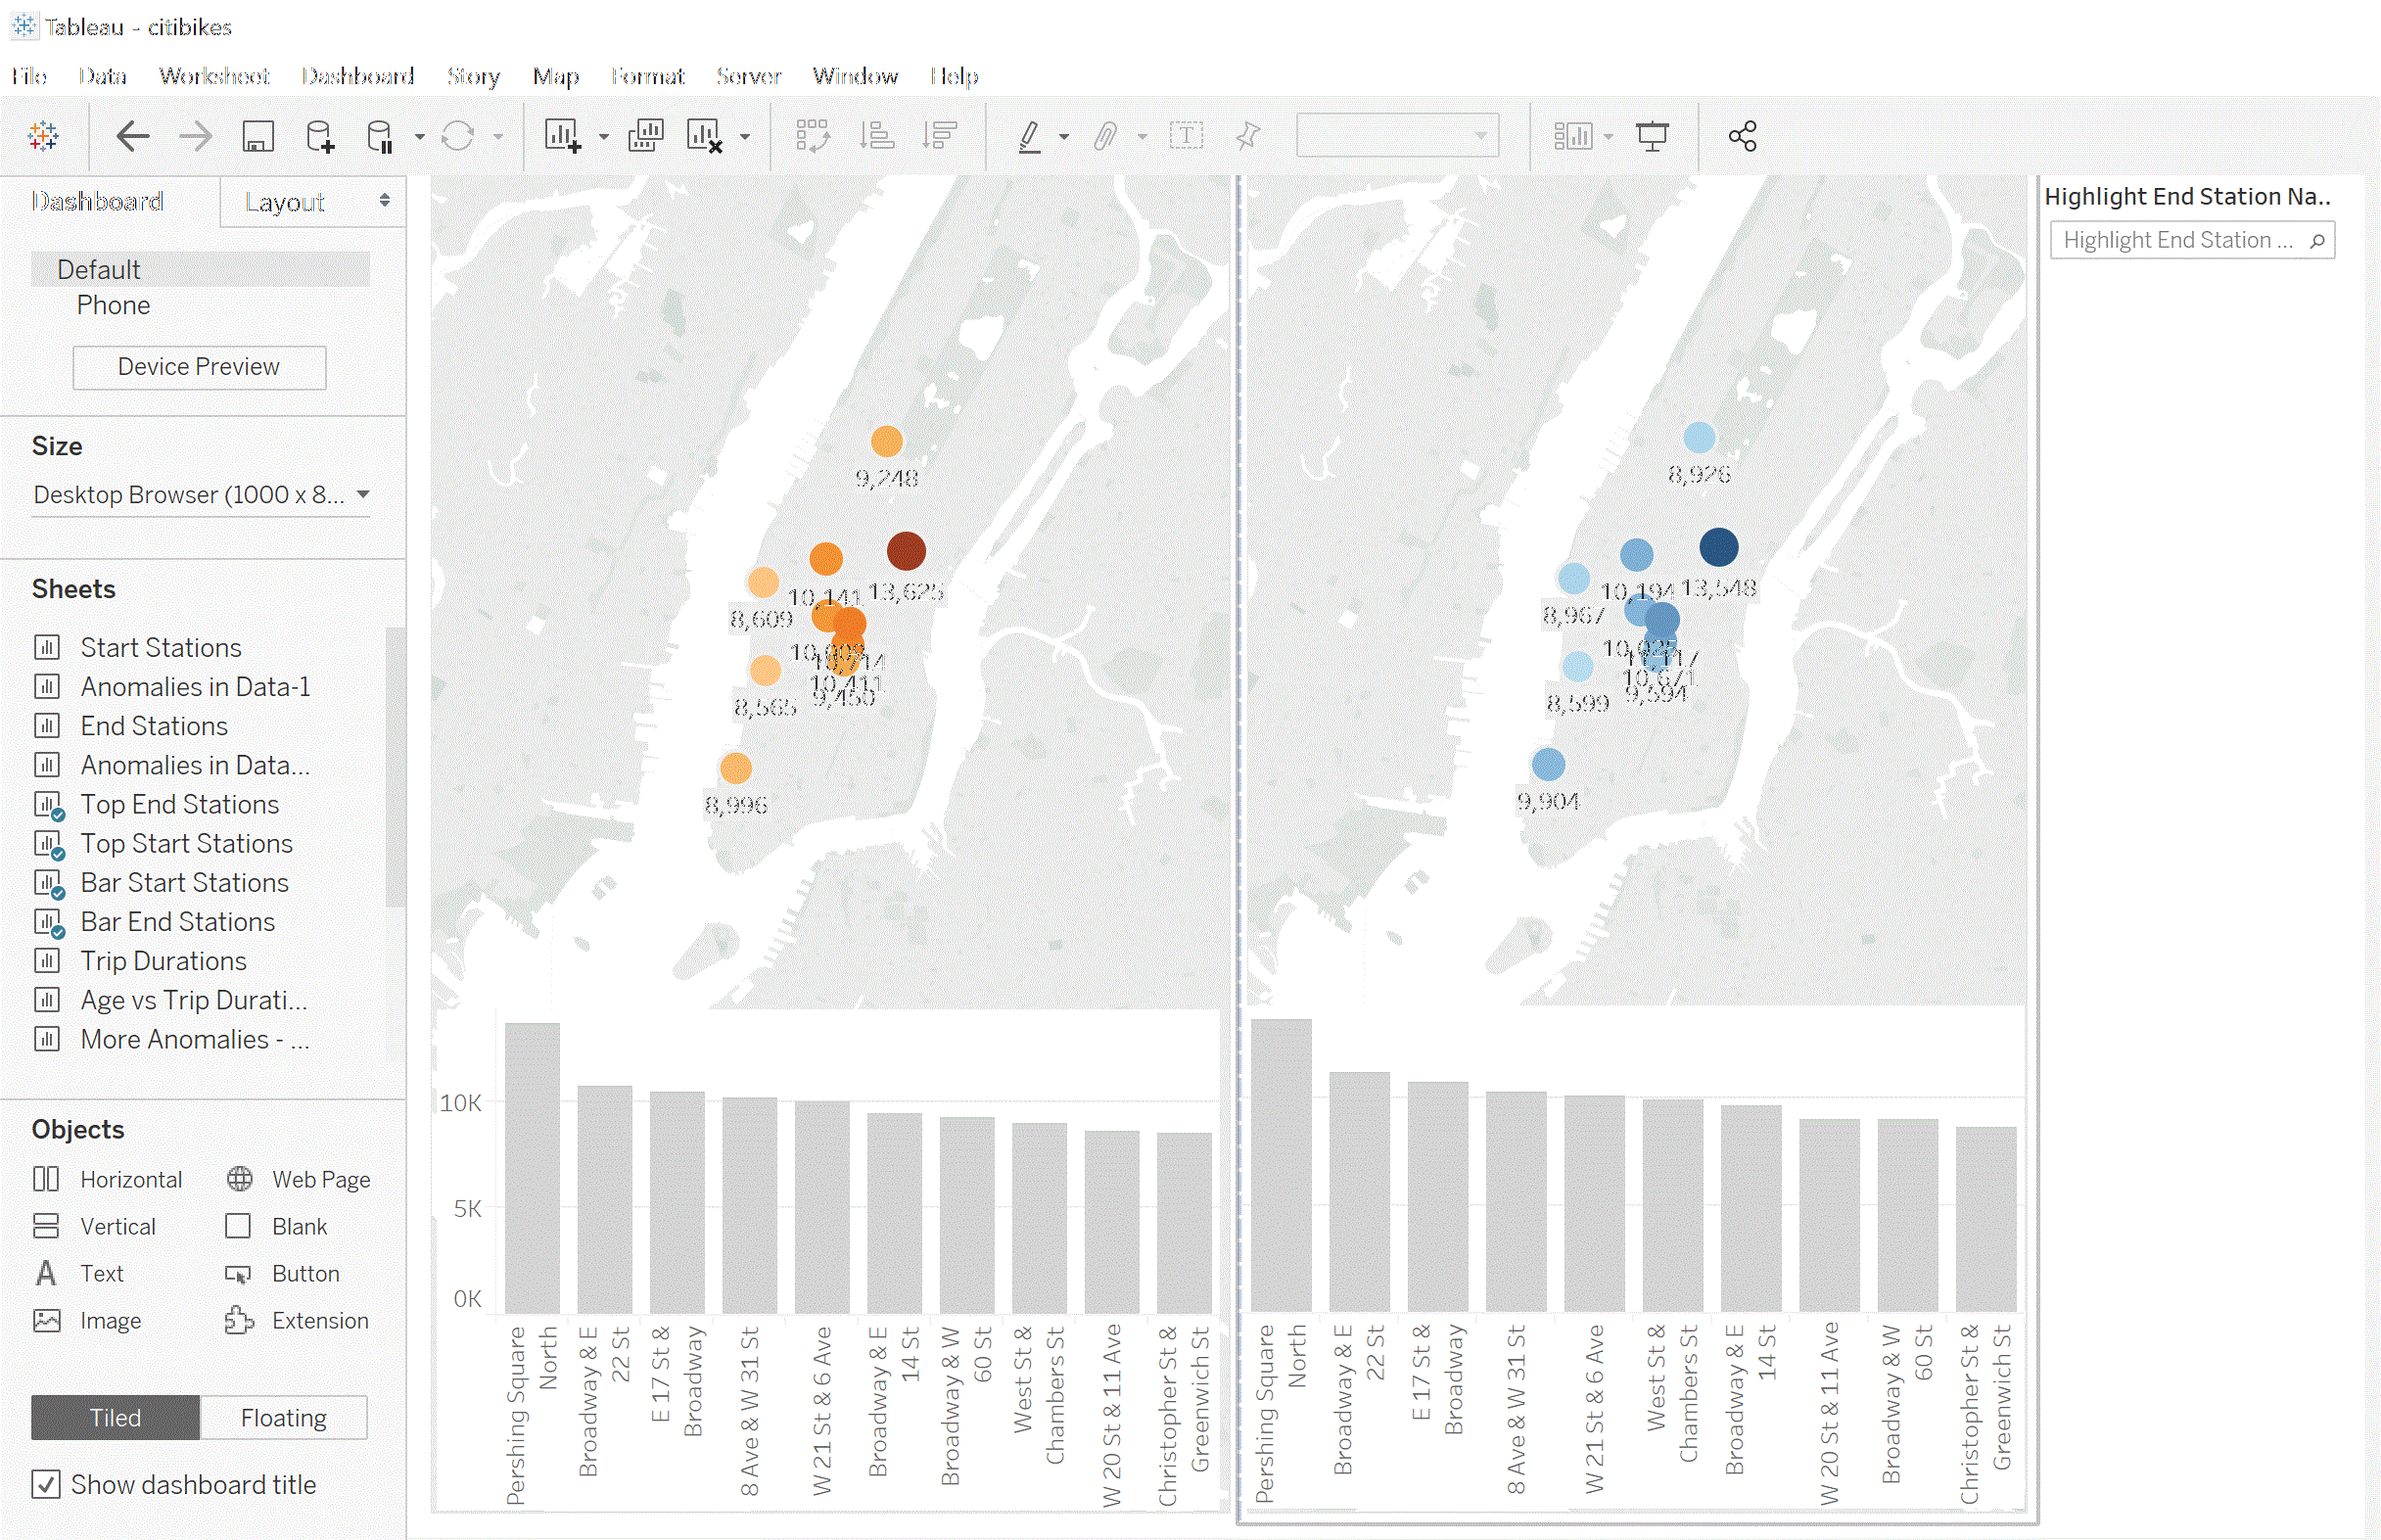 Tableau - citibikes
File Data Worksheet Dashboard Story Map Format Server Window Help
T
Dashboard
Layout
Default
Phone
Device Preview
Size
Desktop Browser (1000 x 8...
Sheets
Start Stations
Anomalies in Data-1
End Stations
Anomalies in Data...
Top End Stations
Top Start Stations
Bar Start Stations
Bar End Stations
Trip Durations
Age vs Trip Durati...
More Anomalies - ...
Objects
Horizontal
Web Page
Vertical
Blank
A Text
Button
Image
Extension
Tiled
Floating
Show dashboard title
9,248
13,625
10,141
8,609
10,411
9,450
8,565
8,996
10K
5K
0K
Pershing Square North
Broadway & E 22 St
E 17 St & Broadway
8 Ave & W 31 St
W 21 St & 6 Ave
Broadway & E 14 St
Broadway & W 60 St
West St & Chambers St
W 20 St & 11 Ave
Christopher St & Greenwich St
8,926
13,548
10,194
8,967
10,671
9,594
8,599
9,904
Pershing Square North
Broadway & E 22 St
E 17 St & Broadway
8 Ave & W 31 St
W 21 St & 6 Ave
West St & Chambers St
Broadway & E 14 St
W 20 St & 11 Ave
Broadway & W 60 St
Christopher St & Greenwich St
Highlight End Station Na..
Highlight End Station ...